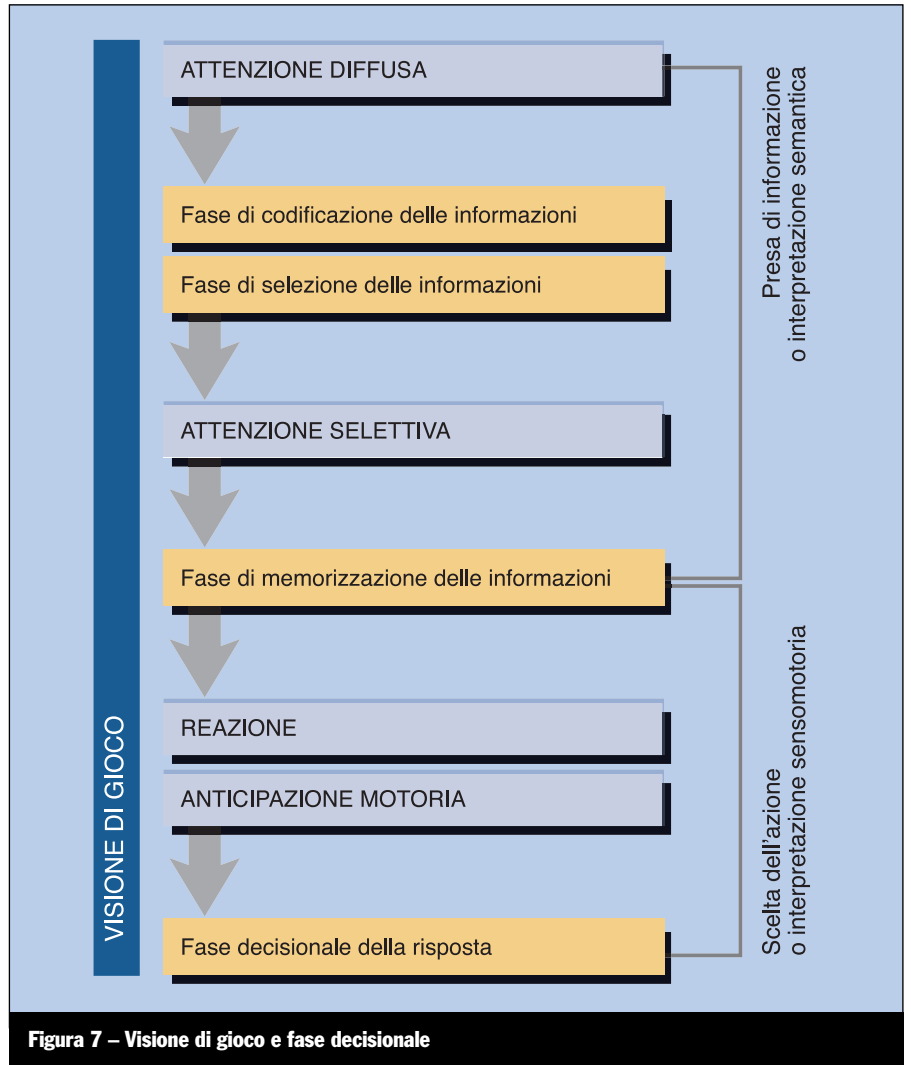 ATTENZIONE DIFFUSA
Fase di codificazione delle informazioni
Fase di selezione delle informazioni
ATTENZIONE SELETTIVA
Fase di memorizzazione delle informazioni
REAZIONE
ANTICIPAZIONE MOTORIA
Fase decisionale della risposta
VISIONE DI GIOCO
Presa di informazione
o interpretazione semantica
Scelta dell'azione
o interpretazione sensomotoria
Figura 7 – Visione di gioco e fase decisionale